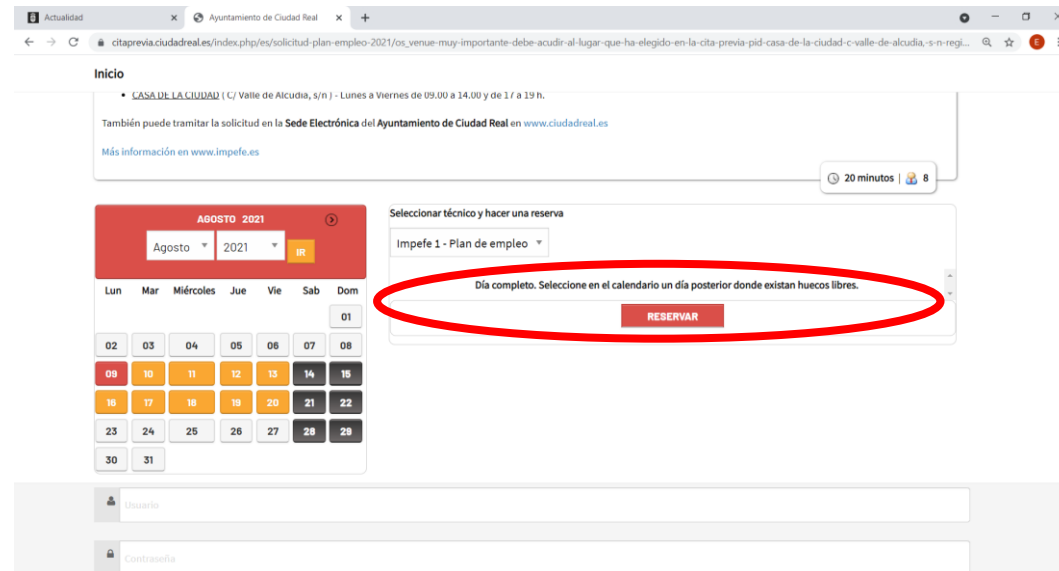 Actualidad
Ayuntamiento de Ciudad Real
citaprevia.ciudadreal.es/index.php/es/solicitud-plan-empleo-2021/os_venue-muy-importante-debe-acudir-al-lugar-que-ha-elegido-en-la-cita-previa-pid-casa-de-la-ciudad-c-valle-de-alcudia,-s-n-regi...
E
Inicio
• CASA DE LA CIUDAD ( C/ Valle de Alcudia, s/n ) - Lunes a Viernes de 09.00 a 14.00 y de 17 a 19 h.
También puede tramitar la solicitud en la Sede Electrónica del Ayuntamiento de Ciudad Real en www.ciudadreal.es
Más información en www.impefe.es
20 minutos | 8
AGOSTO 2021
Agosto 2021 IR
Lun Mar Miércoles Jue Vie Sab Dom
01
02 03 04 05 06 07 08
09 10 11 12 13 14 15
16 17 18 19 20 21 22
23 24 25 26 27 28 29
30 31
Seleccionar técnico y hacer una reserva
Impefe 1 - Plan de empleo
Día completo. Seleccione en el calendario un día posterior donde existan huecos libres.
RESERVAR
Usuario
Contraseña